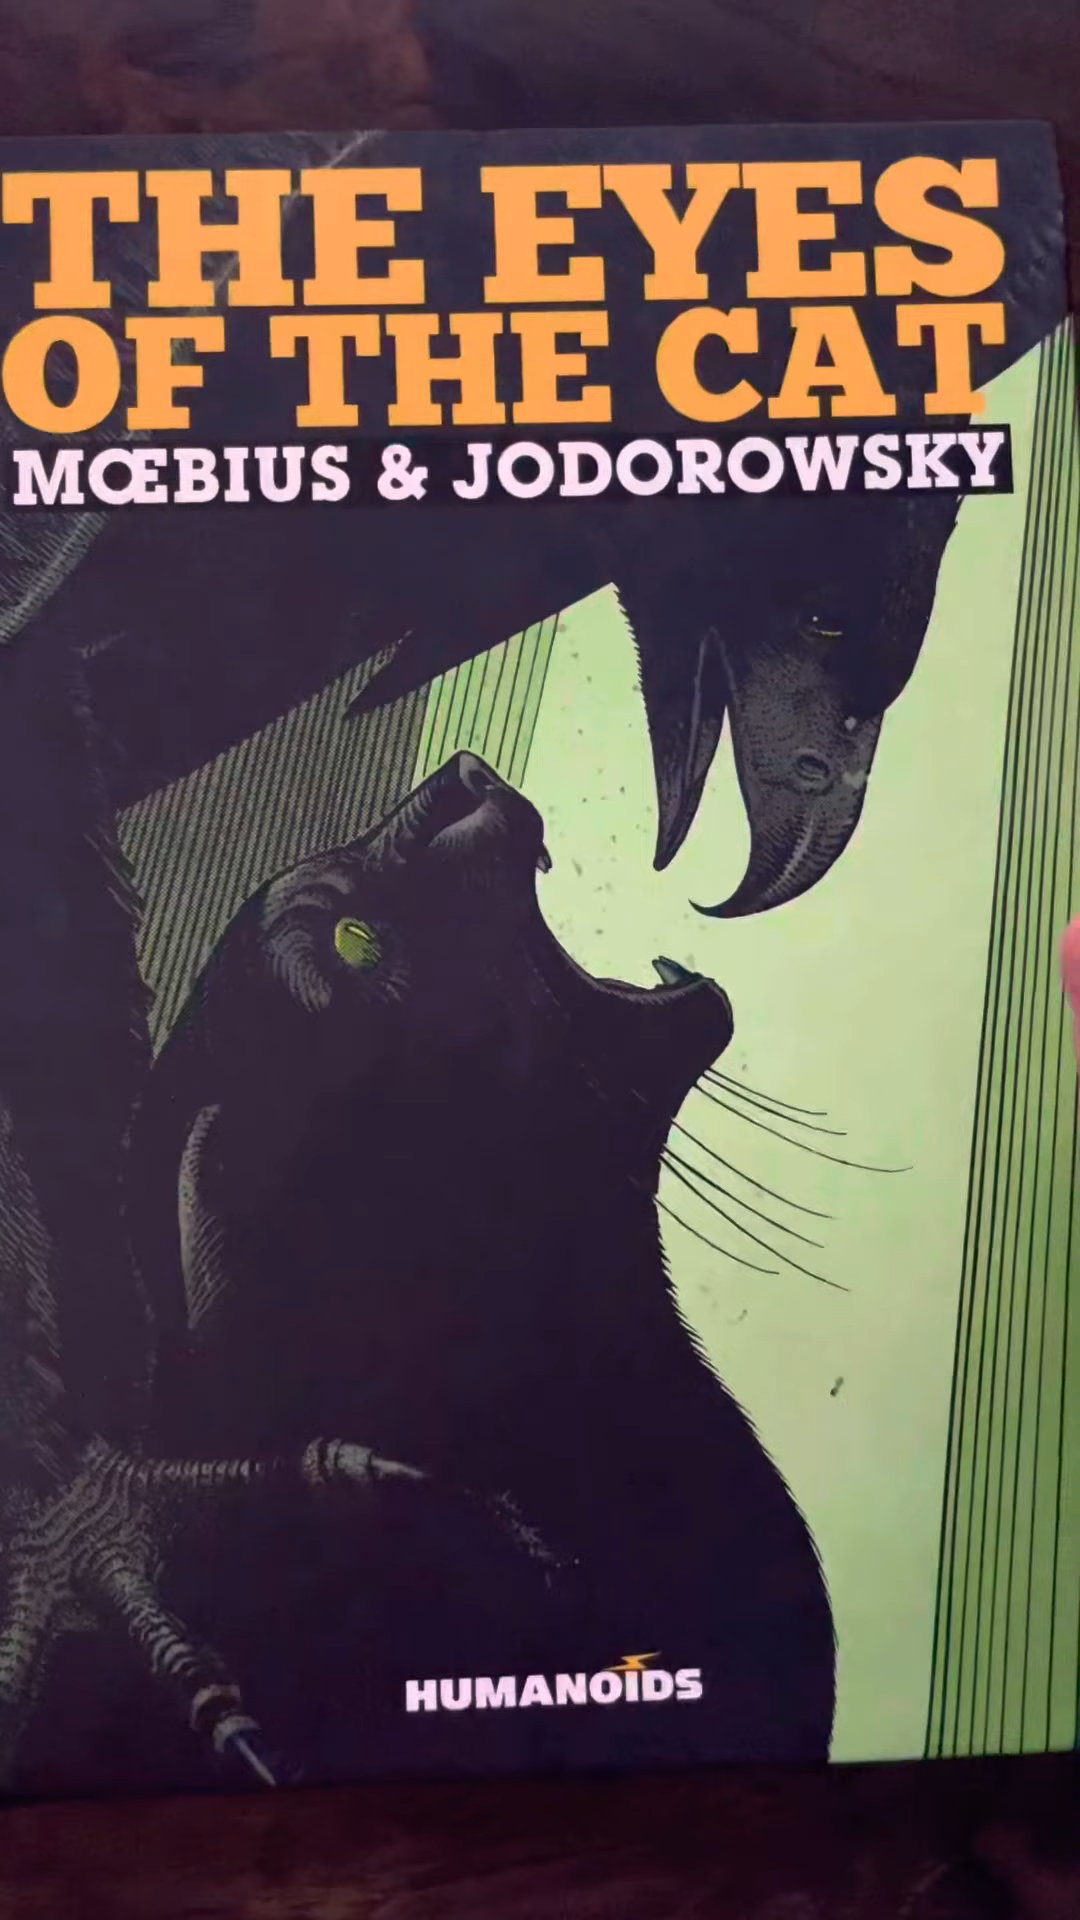 THE EYES
OF THE CAT
MŒBIUS & JODOROWSKY
HUMANOIDS